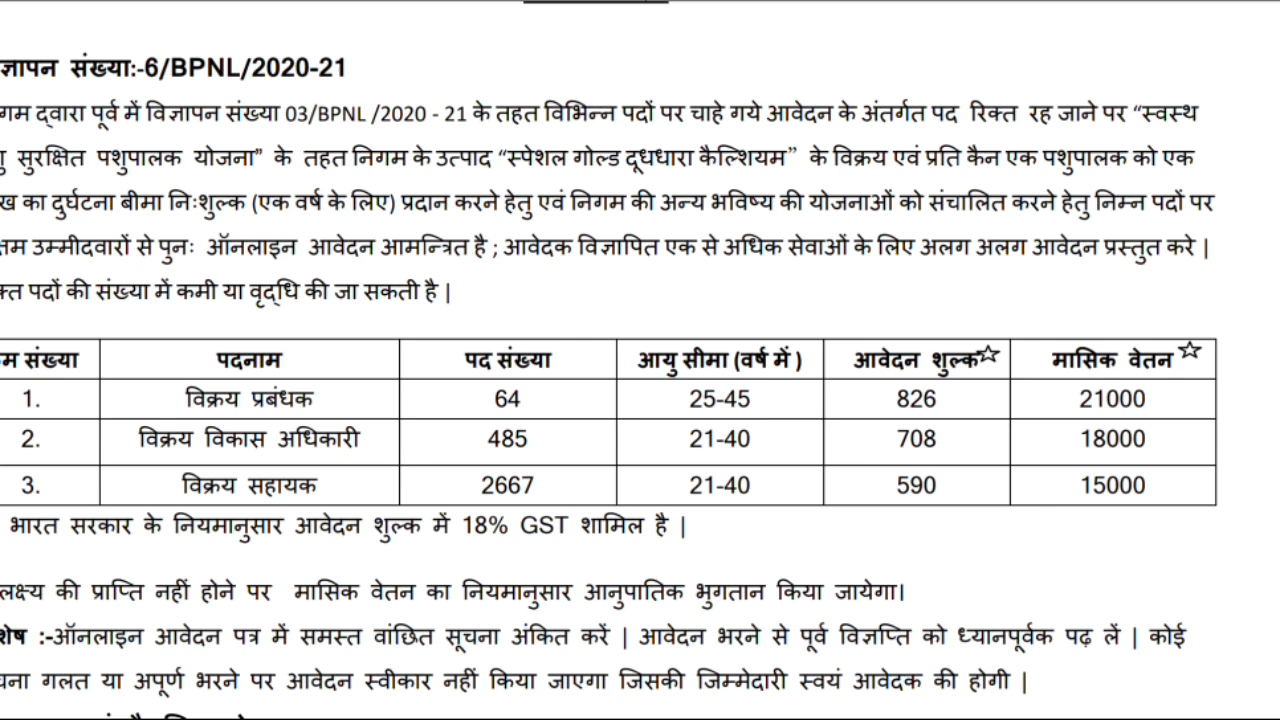 ज्ञापन संख्याः-6/BPNL/2020-21
गम द्वारा पूर्व में विज्ञापन संख्या 03/BPNL /2020 - 21 के तहत विभिन्न पदों पर चाहे गये आवेदन के अंतर्गत पद रिक्त रह जाने पर “स्वस्थ
सुरक्षित पशुपालक योजना” के तहत निगम के उत्पाद “स्पेशल गोल्ड दूधधारा कैल्शियम” के विक्रय एवं प्रति कैन एक पशुपालक को एक
ख का दुर्घटना बीमा निःशुल्क (एक वर्ष के लिए) प्रदान करने हेतु एवं निगम की अन्य भविष्य की योजनाओं को संचालित करने हेतु निम्न पदों पर
तम उम्मीदवारों से पुनः ऑनलाइन आवेदन आमन्त्रित है ; आवेदक विज्ञापित एक से अधिक सेवाओं के लिए अलग अलग आवेदन प्रस्तुत करे |
क्त पदों की संख्या में कमी या वृद्धि की जा सकती है |
म संख्या पदनाम पद संख्या आयु सीमा (वर्ष में ) आवेदन शुल्क☆ मासिक वेतन ☆
1. विक्रय प्रबंधक 64 25-45 826 21000
2. विक्रय विकास अधिकारी 485 21-40 708 18000
3. विक्रय सहायक 2667 21-40 590 15000
भारत सरकार के नियमानुसार आवेदन शुल्क में 18% GST शामिल है |
लक्ष्य की प्राप्ति नहीं होने पर मासिक वेतन का नियमानुसार आनुपातिक भुगतान किया जायेगा।
शेष :-ऑनलाइन आवेदन पत्र में समस्त वांछित सूचना अंकित करें | आवेदन भरने से पूर्व विज्ञप्ति को ध्यानपूर्वक पढ़ लें | कोई
चना गलत या अपूर्ण भरने पर आवेदन स्वीकार नहीं किया जाएगा जिसकी जिम्मेदारी स्वयं आवेदक की होगी |